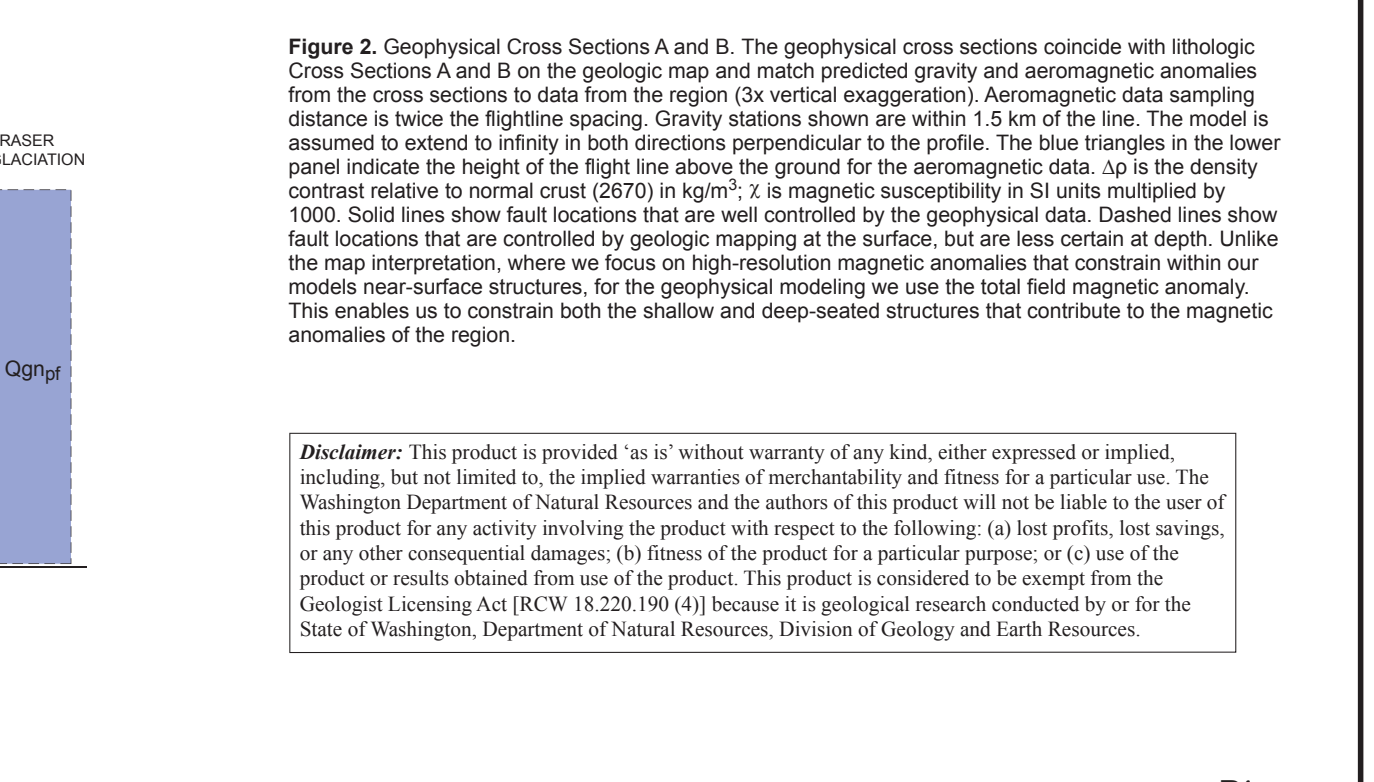 Figure 2. Geophysical Cross Sections A and B. The geophysical cross sections coincide with lithologic
Cross Sections A and B on the geologic map and match predicted gravity and aeromagnetic anomalies
from the cross sections to data from the region (3x vertical exaggeration). Aeromagnetic data sampling
distance is twice the flightline spacing. Gravity stations shown are within 1.5 km of the line. The model is
assumed to extend to infinity in both directions perpendicular to the profile. The blue triangles in the lower
panel indicate the height of the flight line above the ground for the aeromagnetic data. Δρ is the density
contrast relative to normal crust (2670) in kg/m³; χ is magnetic susceptibility in SI units multiplied by
1000. Solid lines show fault locations that are well controlled by the geophysical data. Dashed lines show
fault locations that are controlled by geologic mapping at the surface, but are less certain at depth. Unlike
the map interpretation, where we focus on high-resolution magnetic anomalies that constrain within our
models near-surface structures, for the geophysical modeling we use the total field magnetic anomaly.
This enables us to constrain both the shallow and deep-seated structures that contribute to the magnetic
anomalies of the region.
RASER
LACIATION
Qgnpf
Disclaimer: This product is provided ‘as is’ without warranty of any kind, either expressed or implied,
including, but not limited to, the implied warranties of merchantability and fitness for a particular use. The
Washington Department of Natural Resources and the authors of this product will not be liable to the user of
this product for any activity involving the product with respect to the following: (a) lost profits, lost savings,
or any other consequential damages; (b) fitness of the product for a particular purpose; or (c) use of the
product or results obtained from use of the product. This product is considered to be exempt from the
Geologist Licensing Act [RCW 18.220.190 (4)] because it is geological research conducted by or for the
State of Washington, Department of Natural Resources, Division of Geology and Earth Resources.